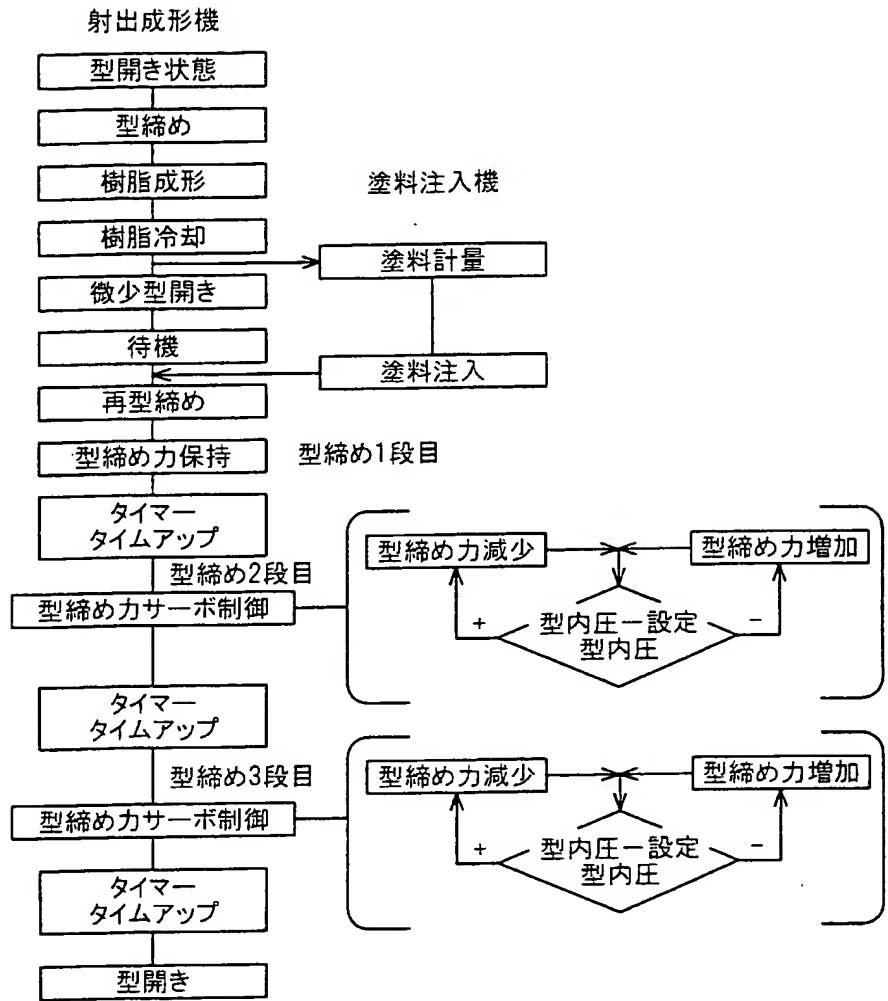 射出成形機
型開き状態
型締め
樹脂成形
樹脂冷却
微少型開き
待機
再型締め
型締め力保持
型締め1段目
タイマー
タイムアップ
型締め2段目
型締め力サーボ制御
タイマー
タイムアップ
型締め3段目
型締め力サーボ制御
タイマー
タイムアップ
型開き
塗料注入機
塗料計量
塗料注入
型締め力減少
型締め力増加
+
型内圧ー設定
型内圧
-
型締め力減少
型締め力増加
+
型内圧ー設定
型内圧
-